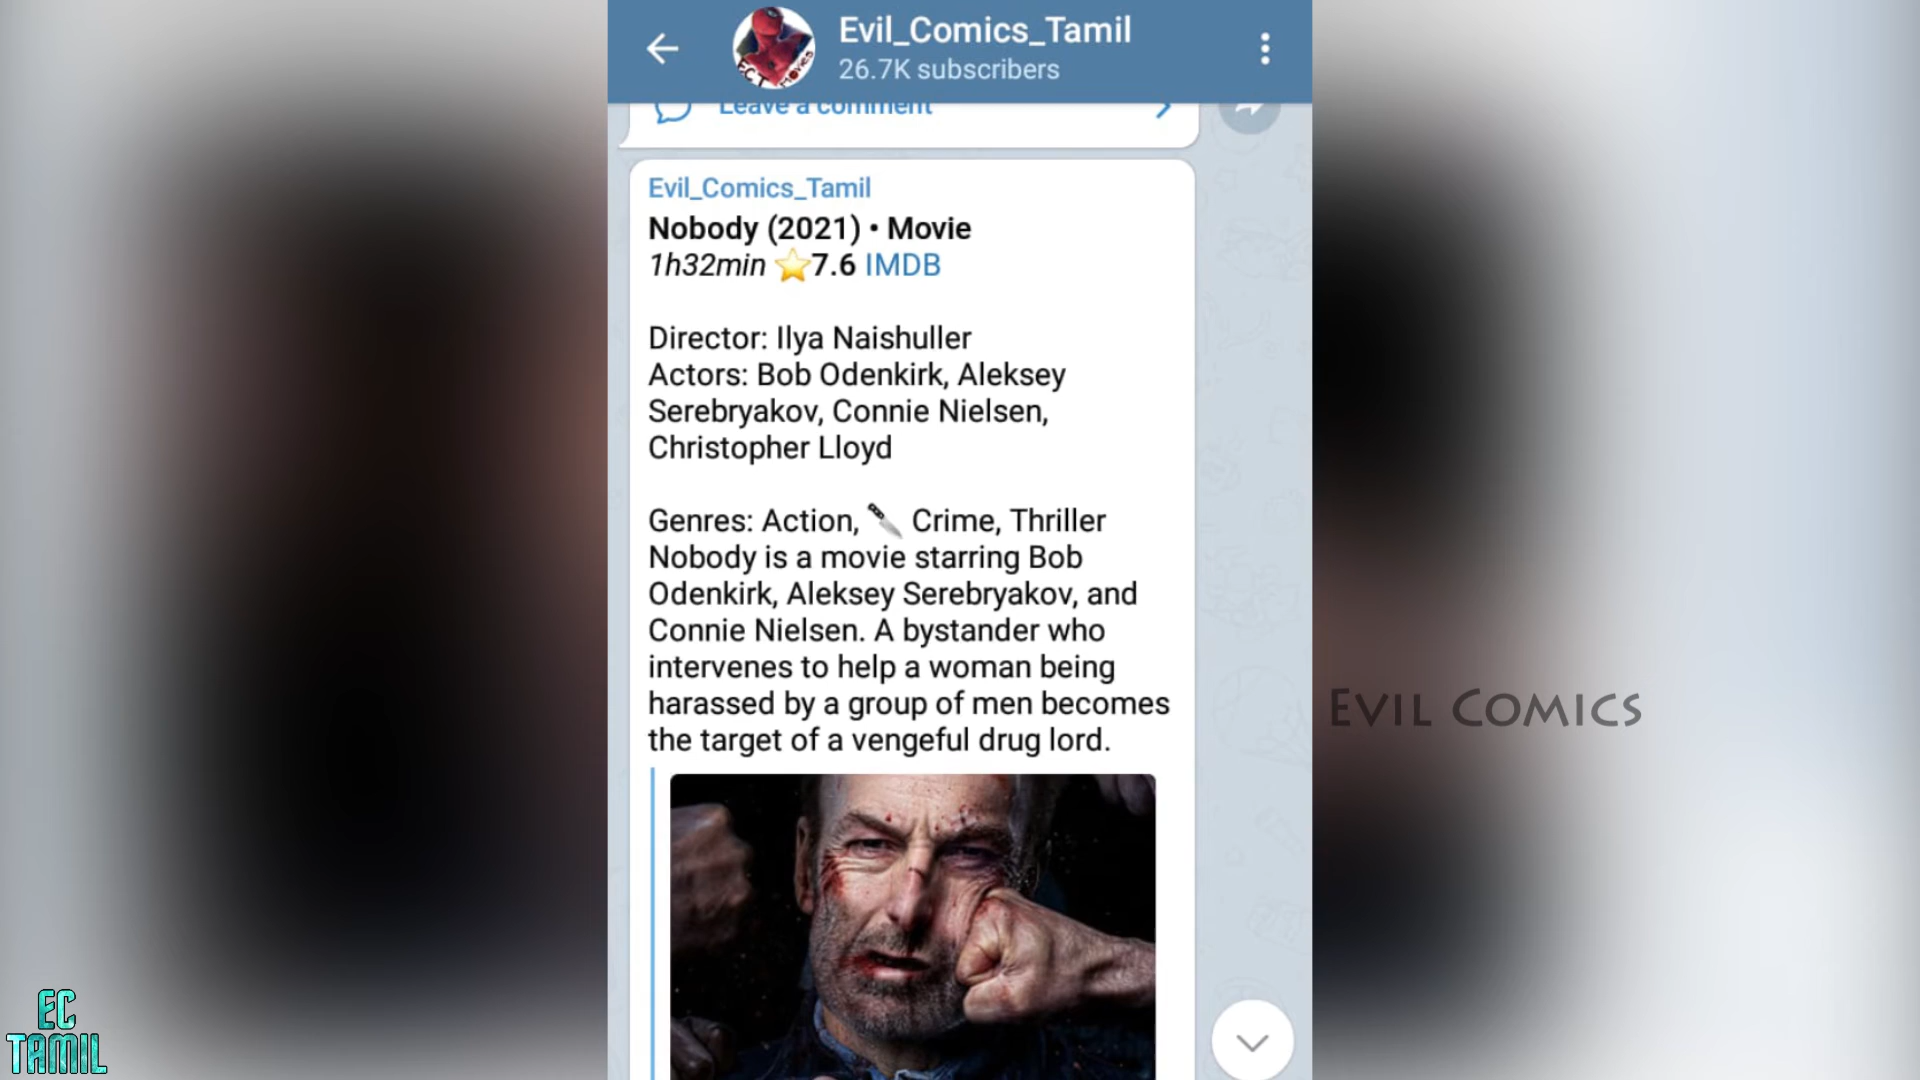 Evil_Comics_Tamil
26.7K subscribers
ECT MOVIES
Leave a comment
Evil_Comics_Tamil
Nobody (2021) • Movie
1h32min ⭐7.6 IMDB
Director: Ilya Naishuller
Actors: Bob Odenkirk, Aleksey
Serebryakov, Connie Nielsen,
Christopher Lloyd
Genres: Action, 🔪 Crime, Thriller
Nobody is a movie starring Bob
Odenkirk, Aleksey Serebryakov, and
Connie Nielsen. A bystander who
intervenes to help a woman being
harassed by a group of men becomes
the target of a vengeful drug lord.
EVIL COMICS
EC
TAMIL